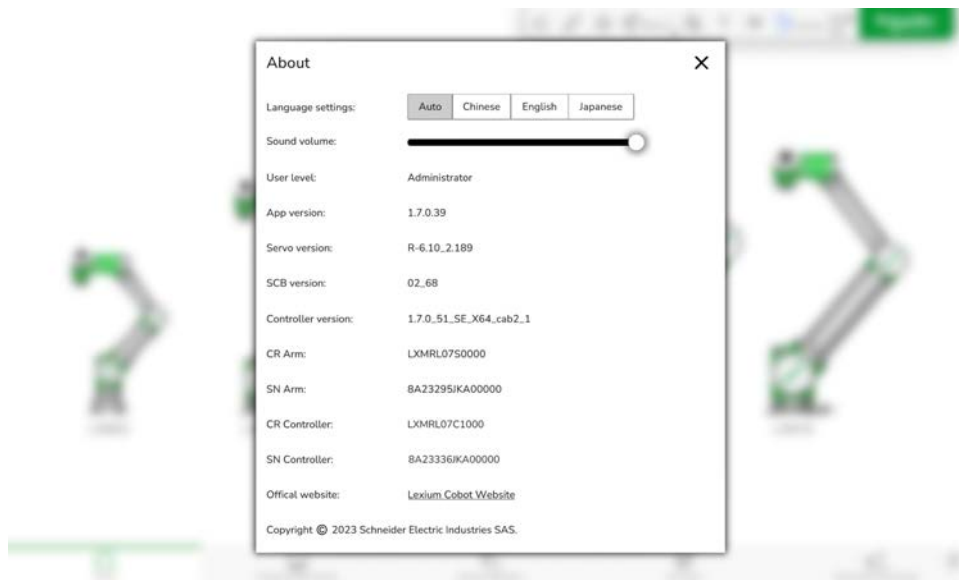 About
Language settings: Auto Chinese English Japanese
Sound volume:
User level: Administrator
App version: 1.7.0.39
Servo version: R-6.10_2.189
SCB version: 02_68
Controller version: 1.7.0_51_SE_X64_cab2_1
CR Arm: LXMRL07S0000
SN Arm: 8A23295JKA00000
CR Controller: LXMRL07C1000
SN Controller: 8A23336JKA00000
Offical website: Lexium Cobot Website
Copyright © 2023 Schneider Electric Industries SAS.